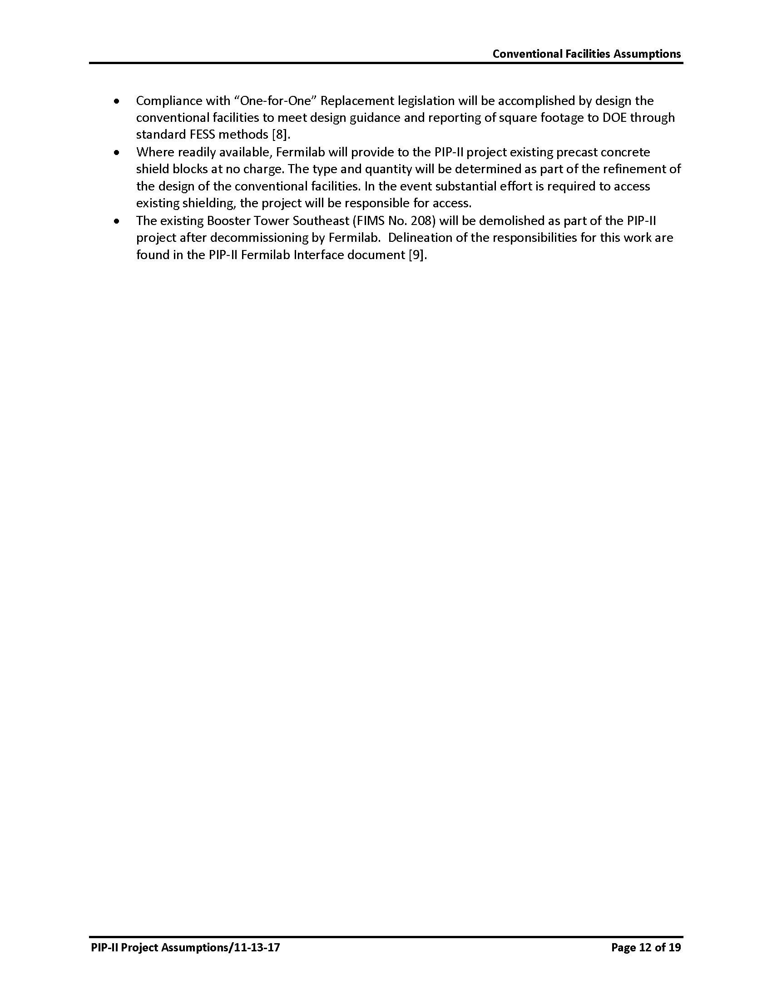 Conventional Facilities Assumptions
• Compliance with “One-for-One” Replacement legislation will be accomplished by design the
conventional facilities to meet design guidance and reporting of square footage to DOE through
standard FESS methods [8].
• Where readily available, Fermilab will provide to the PIP-II project existing precast concrete
shield blocks at no charge. The type and quantity will be determined as part of the refinement of
the design of the conventional facilities. In the event substantial effort is required to access
existing shielding, the project will be responsible for access.
• The existing Booster Tower Southeast (FIMS No. 208) will be demolished as part of the PIP-II
project after decommissioning by Fermilab.  Delineation of the responsibilities for this work are
found in the PIP-II Fermilab Interface document [9].
PIP-II Project Assumptions/11-13-17 Page 12 of 19